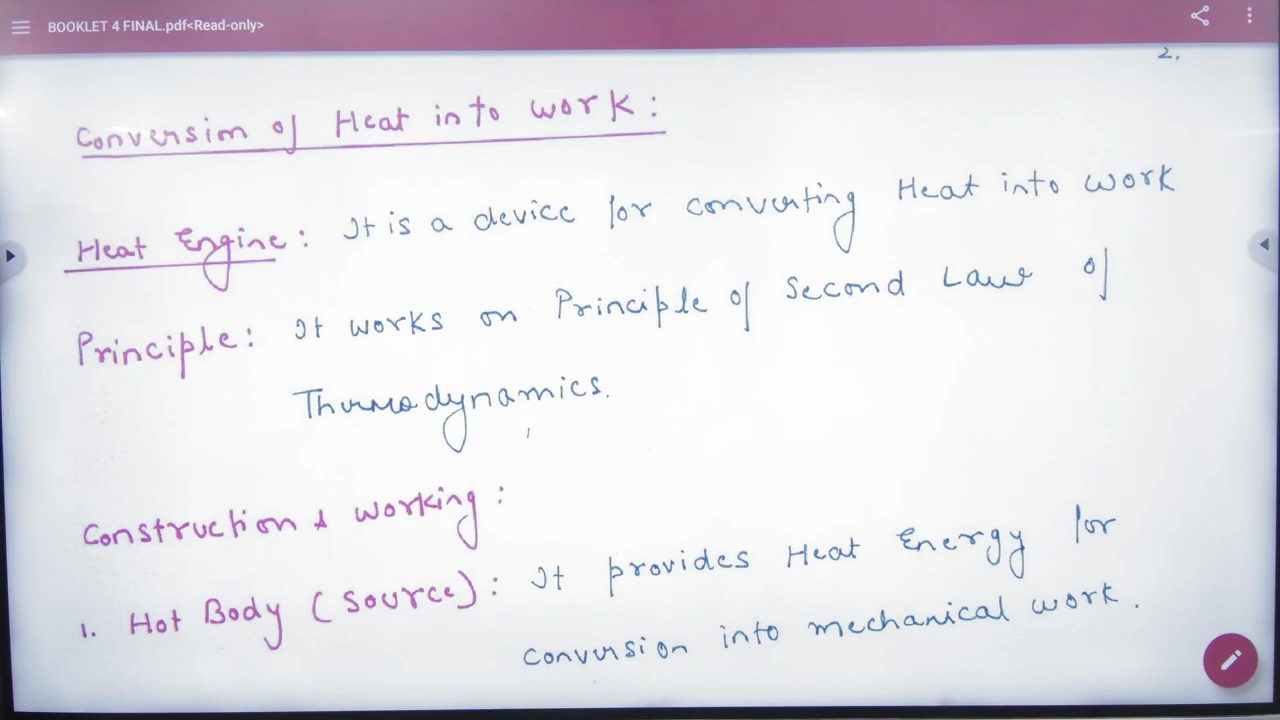 BOOKLET 4 FINAL.pdf<Read-only>
2.
Conversion of Heat into work :
Heat Engine : It is a device for converting Heat into work
Principle : It works on Principle of Second Law of
Thermodynamics.
Construction & working :
1. Hot Body (Source) : It provides Heat Energy for
conversion into mechanical work.